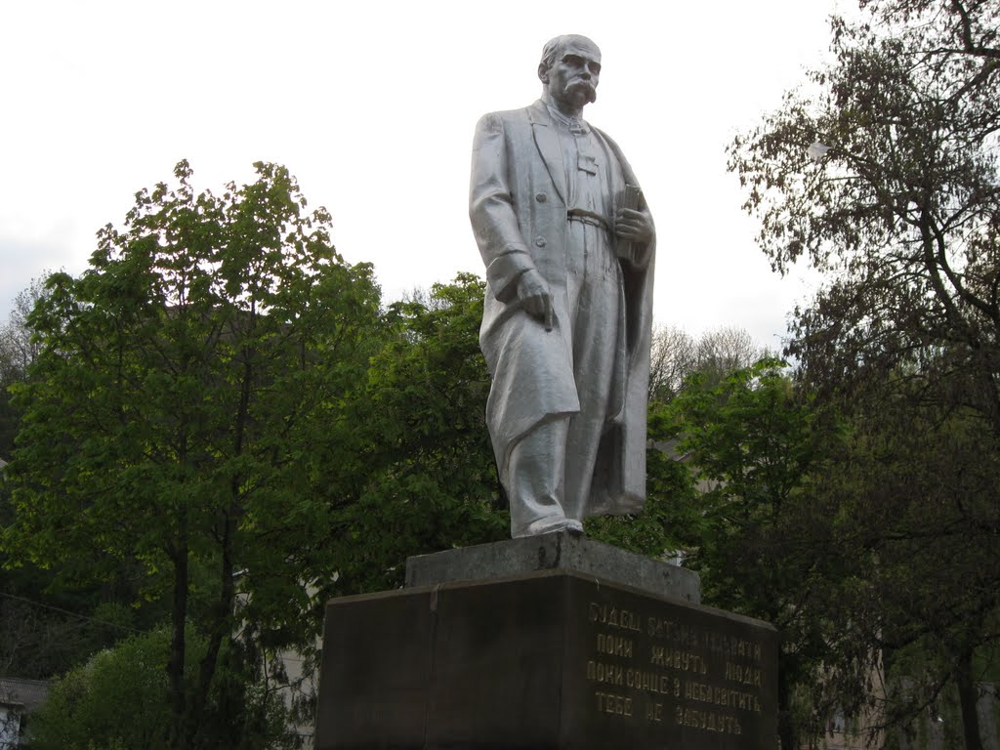 БУДЕШ БАТЬКУ ПАНУВАТИ
ПОКИ ЖИВУТЬ ЛЮДИ
ПОКИ СОНЦЕ З НЕБА СВІТИТЬ
ТЕБЕ НЕ ЗАБУДУТЬ